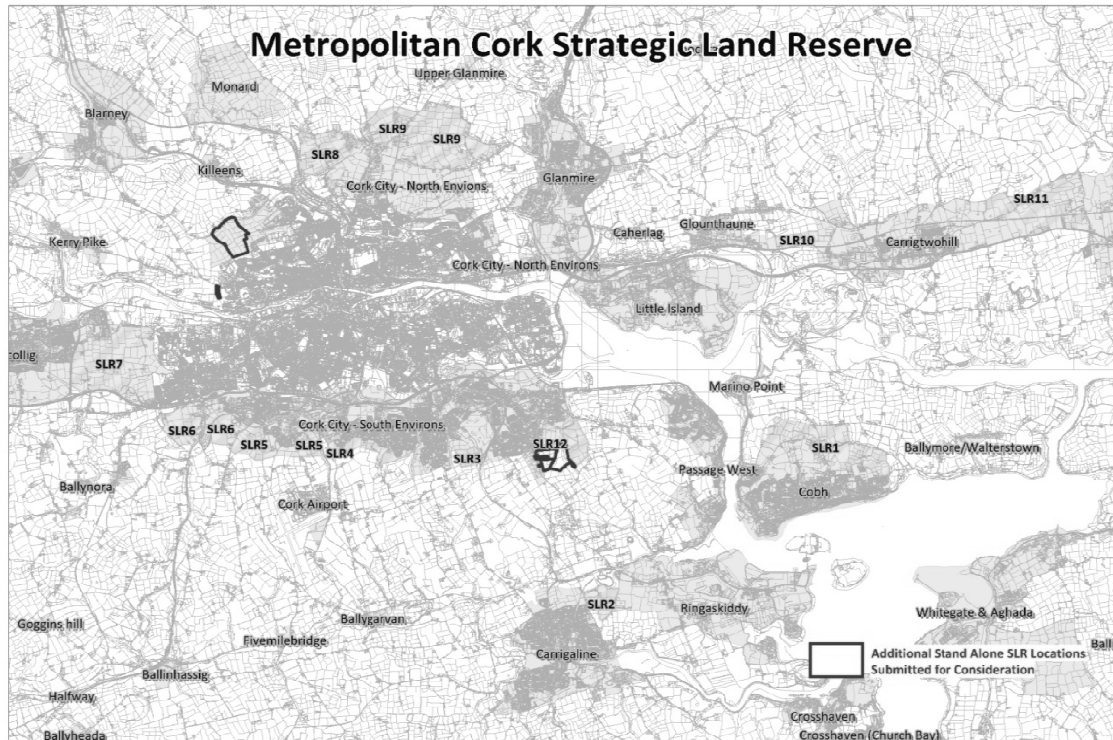 Metropolitan Cork Strategic Land Reserve
Upper Glanmire
Monard
Blarney
SLR9
SLR9
SLR8
Killeens
Cork City - North Envions
Glanmire
SLR11
Caherlag
Glounthaune
SLR10
Carrigtwohill
Kerry Pike
Cork City - North Environs
Little Island
collig
SLR7
Marino Point
SLR6
SLR6
Cork City - South Environs
SLR5
SLR5
SLR4
SLR3
SLR12
SLR1
Ballymore/Walterstown
Passage West
Ballynora
Cobh
Cork Airport
SLR2
Ringaskiddy
Whitegate & Aghada
Goggins hill
Ballygarvan
Fivemilebridge
Carrigaline
Ball
Additional Stand Alone SLR Locations
Submitted for Consideration
Ballinhassig
Halfway
Crosshaven
Ballyheada
Crosshaven (Church Bay)